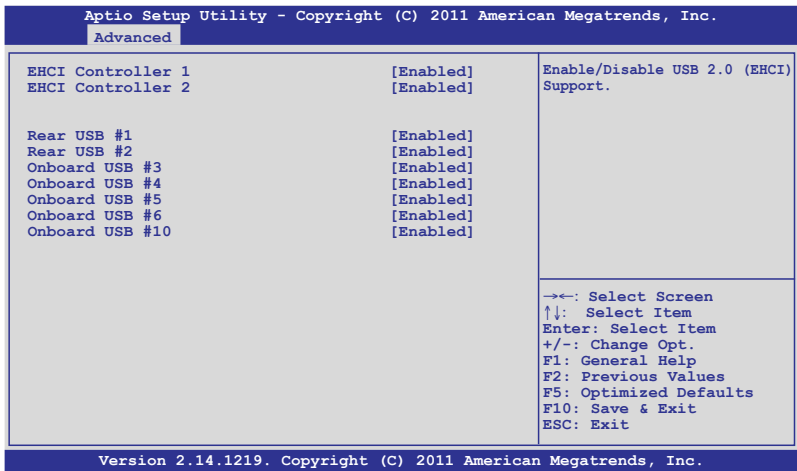 Aptio Setup Utility - Copyright (C) 2011 American Megatrends, Inc.
Advanced
EHCI Controller 1 [Enabled]
EHCI Controller 2 [Enabled]
Rear USB #1 [Enabled]
Rear USB #2 [Enabled]
Onboard USB #3 [Enabled]
Onboard USB #4 [Enabled]
Onboard USB #5 [Enabled]
Onboard USB #6 [Enabled]
Onboard USB #10 [Enabled]
Enable/Disable USB 2.0 (EHCI)
Support.
→←: Select Screen
↑↓: Select Item
Enter: Select Item
+/-: Change Opt.
F1: General Help
F2: Previous Values
F5: Optimized Defaults
F10: Save & Exit
ESC: Exit
Version 2.14.1219. Copyright (C) 2011 American Megatrends, Inc.